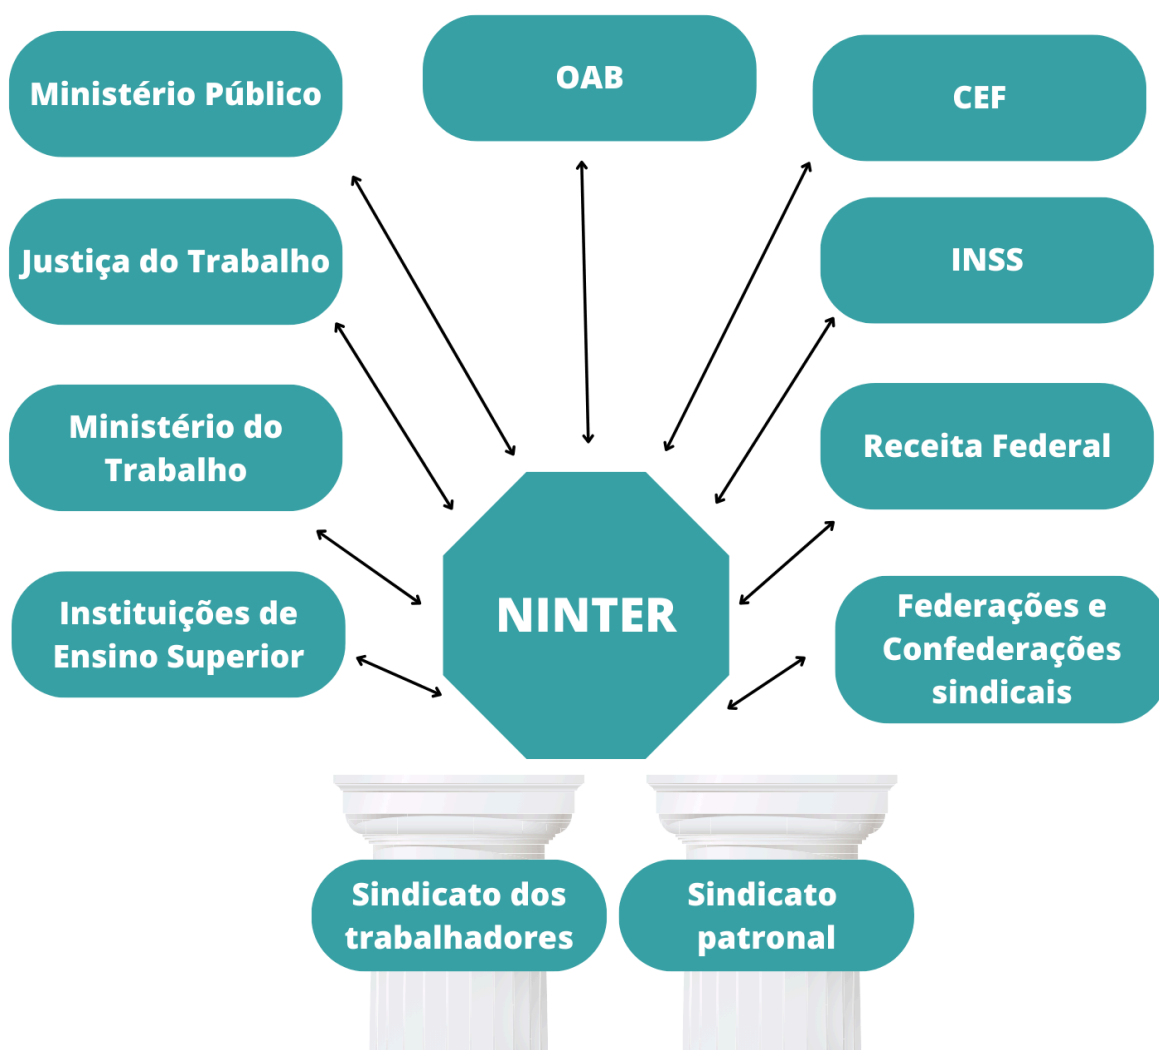 Ministério Público
OAB
CEF
Justiça do Trabalho
INSS
Ministério do
Trabalho
Receita Federal
Instituições de
Ensino Superior
NINTER
Federações e
Confederações
sindicais
Sindicato dos
trabalhadores
Sindicato
patronal